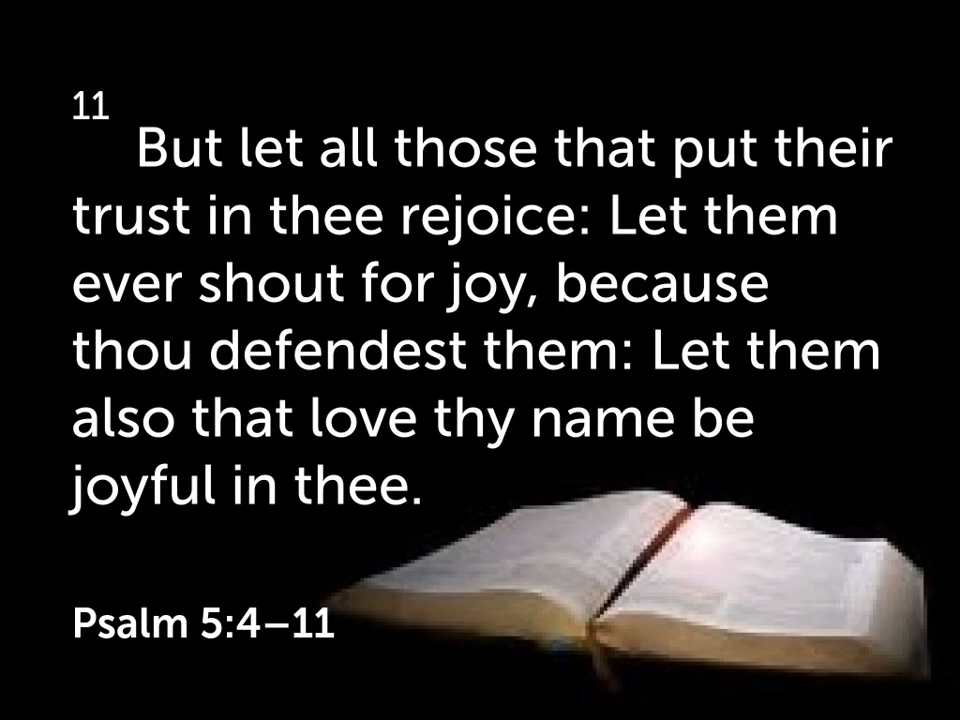 11
But let all those that put their
trust in thee rejoice: Let them
ever shout for joy, because
thou defendest them: Let them
also that love thy name be
joyful in thee.
Psalm 5:4–11